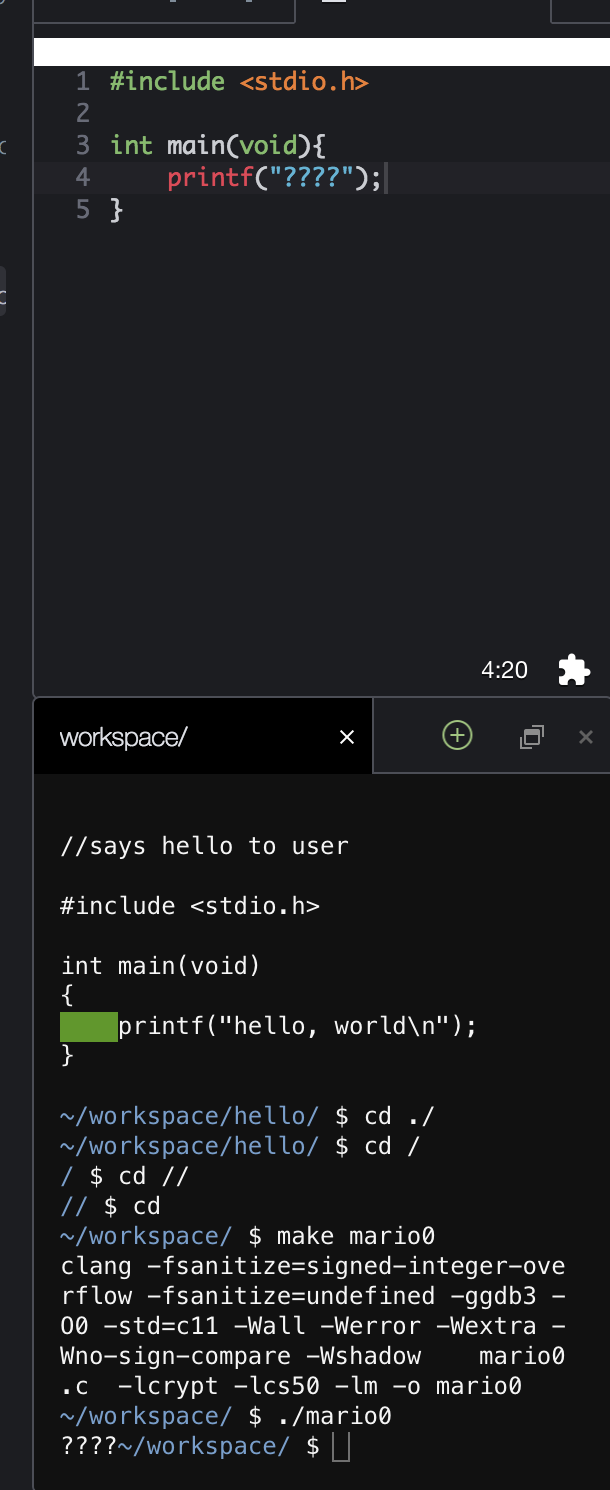 1 #include <stdio.h>
2
3 int main(void){
4     printf("????");
5 }
4:20
workspace/ ×
//says hello to user
#include <stdio.h>
int main(void)
{
    printf("hello, world\n");
}
~/workspace/hello/ $ cd ./
~/workspace/hello/ $ cd /
/ $ cd //
// $ cd
~/workspace/ $ make mario0
clang -fsanitize=signed-integer-ove
rflow -fsanitize=undefined -ggdb3 -
O0 -std=c11 -Wall -Werror -Wextra -
Wno-sign-compare -Wshadow    mario0
.c  -lcrypt -lcs50 -lm -o mario0
~/workspace/ $ ./mario0
????~/workspace/ $